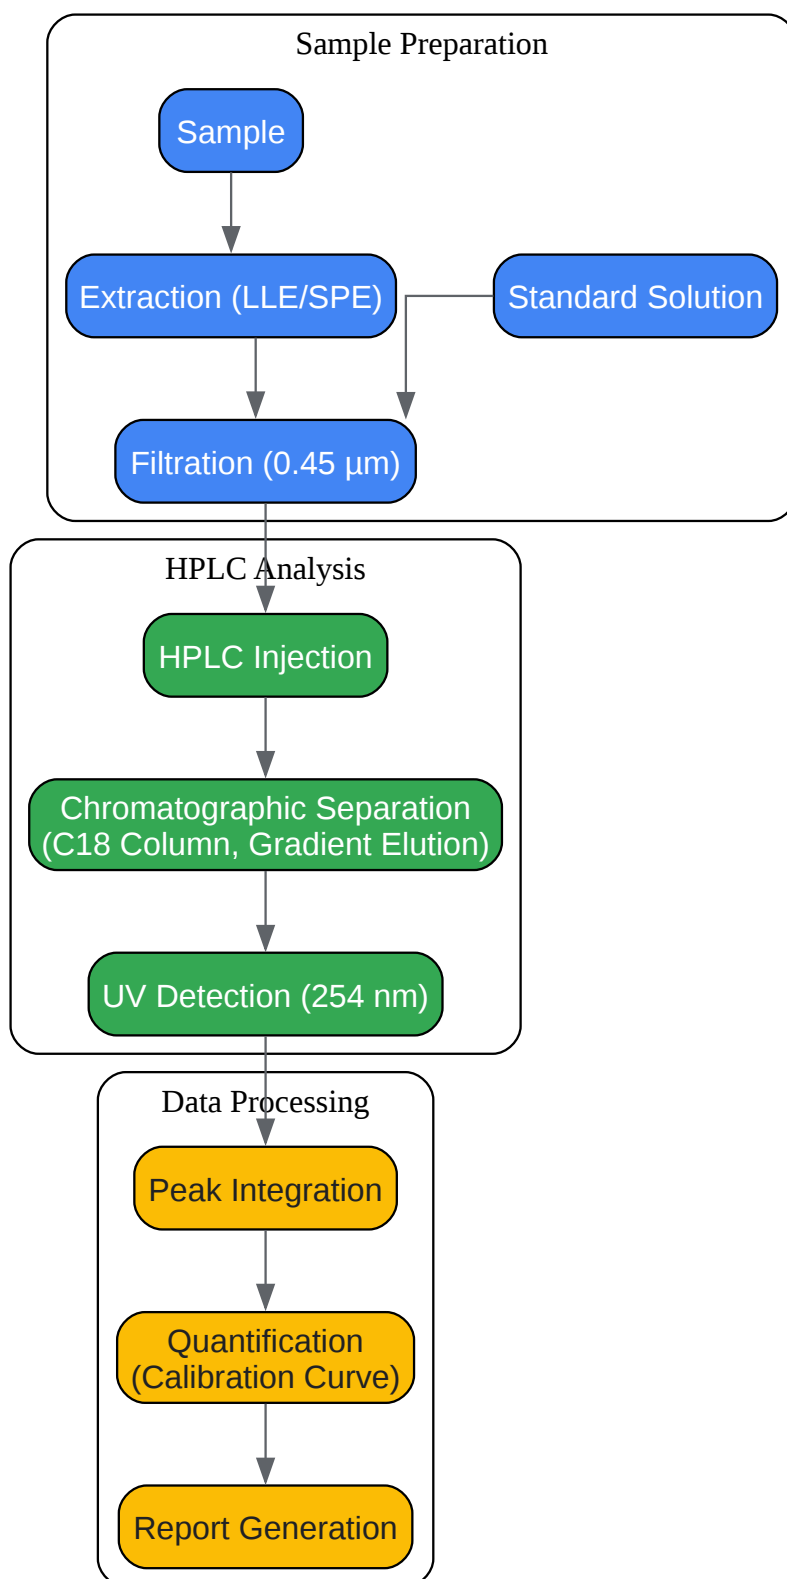 Sample Preparation
Sample
Extraction (LLE/SPE)
Standard Solution
Filtration (0.45 µm)
HPLC Analysis
HPLC Injection
Chromatographic Separation
(C18 Column, Gradient Elution)
UV Detection (254 nm)
Data Processing
Peak Integration
Quantification
(Calibration Curve)
Report Generation